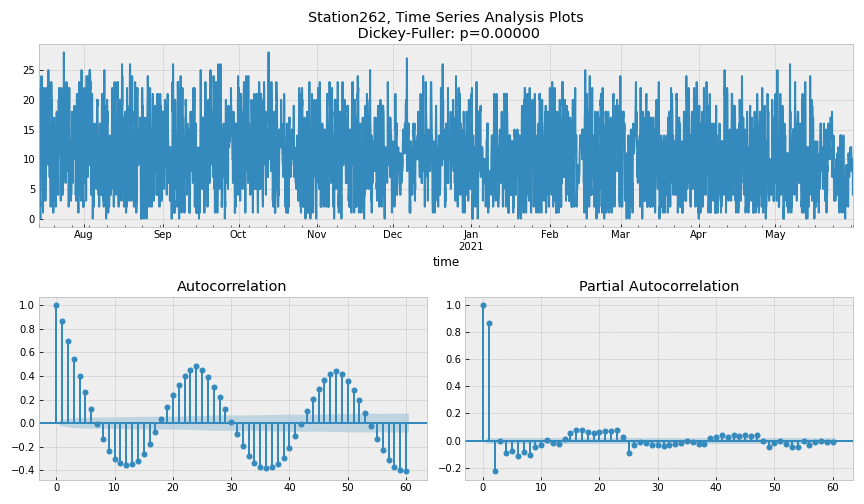 Station262, Time Series Analysis Plots
Dickey-Fuller: p=0.00000
25
20
15
10
5
0
Aug Sep Oct Nov Dec Jan Feb Mar Apr May
2021
time
Autocorrelation Partial Autocorrelation
1.0 1.0
0.8 0.8
0.6 0.6
0.4 0.4
0.2 0.2
0.0 0.0
−0.2 −0.2
−0.4
0 10 20 30 40 50 60 0 10 20 30 40 50 60